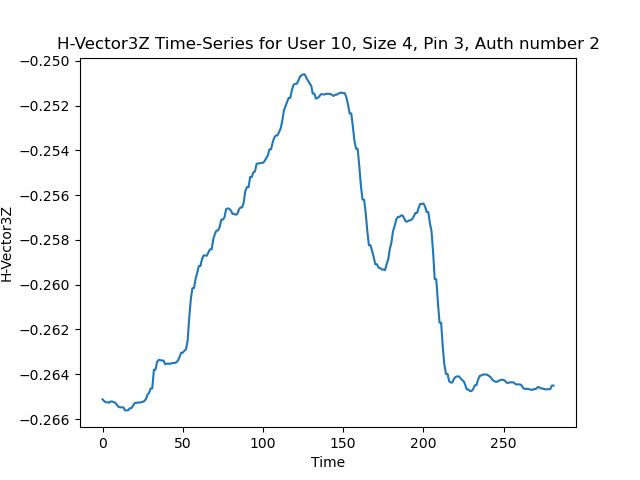 H-Vector3Z Time-Series for User 10, Size 4, Pin 3, Auth number 2
−0.250
−0.252
−0.254
−0.256
−0.258
−0.260
−0.262
−0.264
−0.266
H-Vector3Z
0 50 100 150 200 250
Time